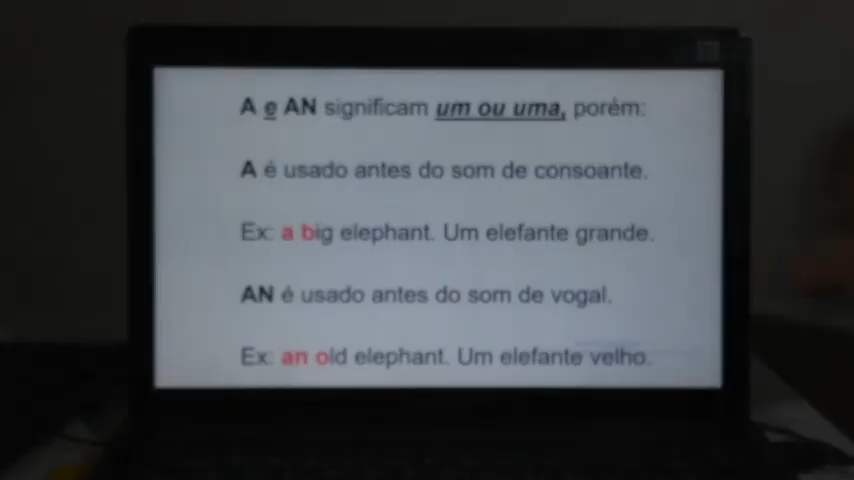 A e AN significam um ou uma, porém:
A é usado antes do som de consoante.
Ex: a big elephant. Um elefante grande.
AN é usado antes do som de vogal.
Ex: an old elephant. Um elefante velho.